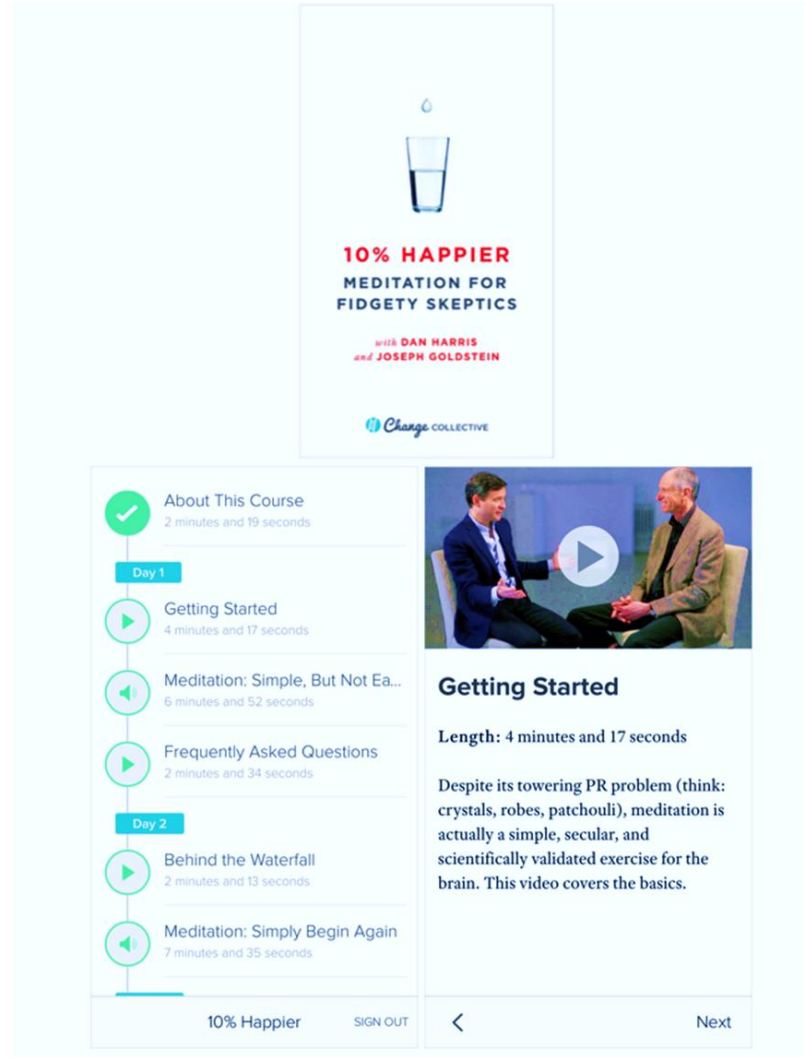 10% HAPPIER
MEDITATION FOR
FIDGETY SKEPTICS
with DAN HARRIS
and JOSEPH GOLDSTEIN
Change COLLECTIVE
About This Course
2 minutes and 19 seconds
Day 1
Getting Started
4 minutes and 17 seconds
Meditation: Simple, But Not Ea...
6 minutes and 52 seconds
Frequently Asked Questions
2 minutes and 34 seconds
Day 2
Behind the Waterfall
2 minutes and 13 seconds
Meditation: Simply Begin Again
7 minutes and 35 seconds
10% Happier
SIGN OUT
Getting Started
Length: 4 minutes and 17 seconds
Despite its towering PR problem (think:
crystals, robes, patchouli), meditation is
actually a simple, secular, and
scientifically validated exercise for the
brain. This video covers the basics.
Next